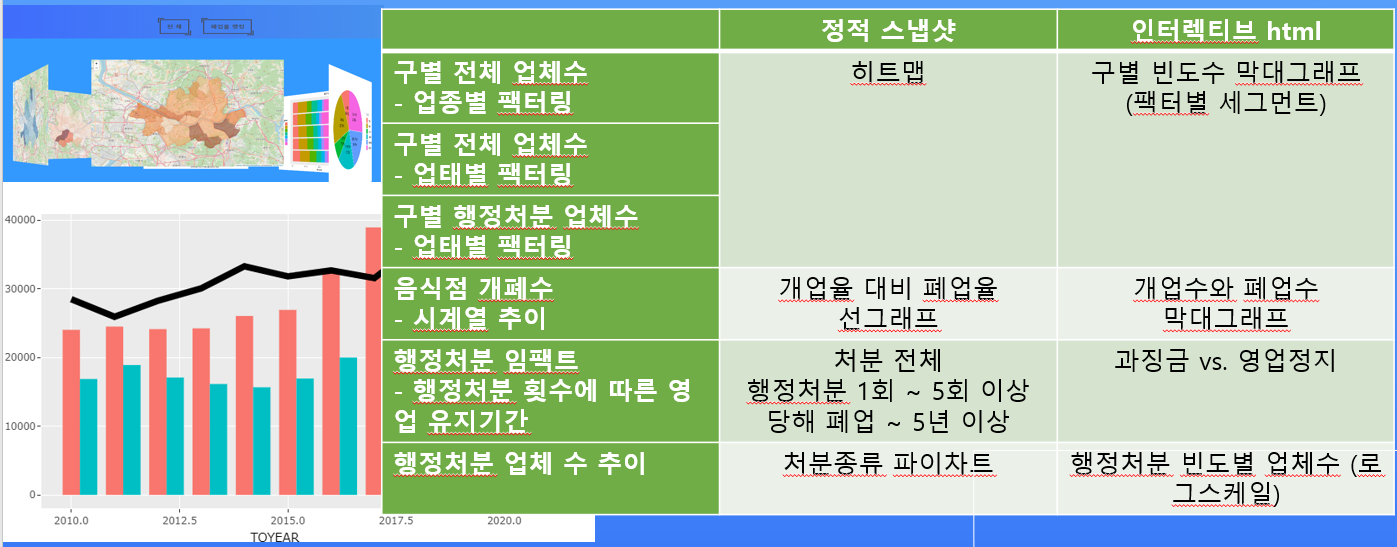 전 체
폐업율 랭킹
정적 스냅샷
인터렉티브 html
구별 전체 업체수
- 업종별 팩터링
히트맵
구별 빈도수 막대그래프
(팩터별 세그먼트)
구별 전체 업체수
- 업태별 팩터링
구별 행정처분 업체수
- 업태별 팩터링
음식점 개폐수
- 시계열 추이
개업율 대비 폐업율
선그래프
개업수와 폐업수
막대그래프
행정처분 임팩트
- 행정처분 횟수에 따른 영
업 유지기간
처분 전체
행정처분 1회 ~ 5회 이상
당해 폐업 ~ 5년 이상
과징금 vs. 영업정지
행정처분 업체 수 추이
처분종류 파이차트
행정처분 빈도별 업체수 (로
그스케일)
40000
30000
20000
10000
0
2010.0
2012.5
2015.0
2017.5
2020.0
TOYEAR